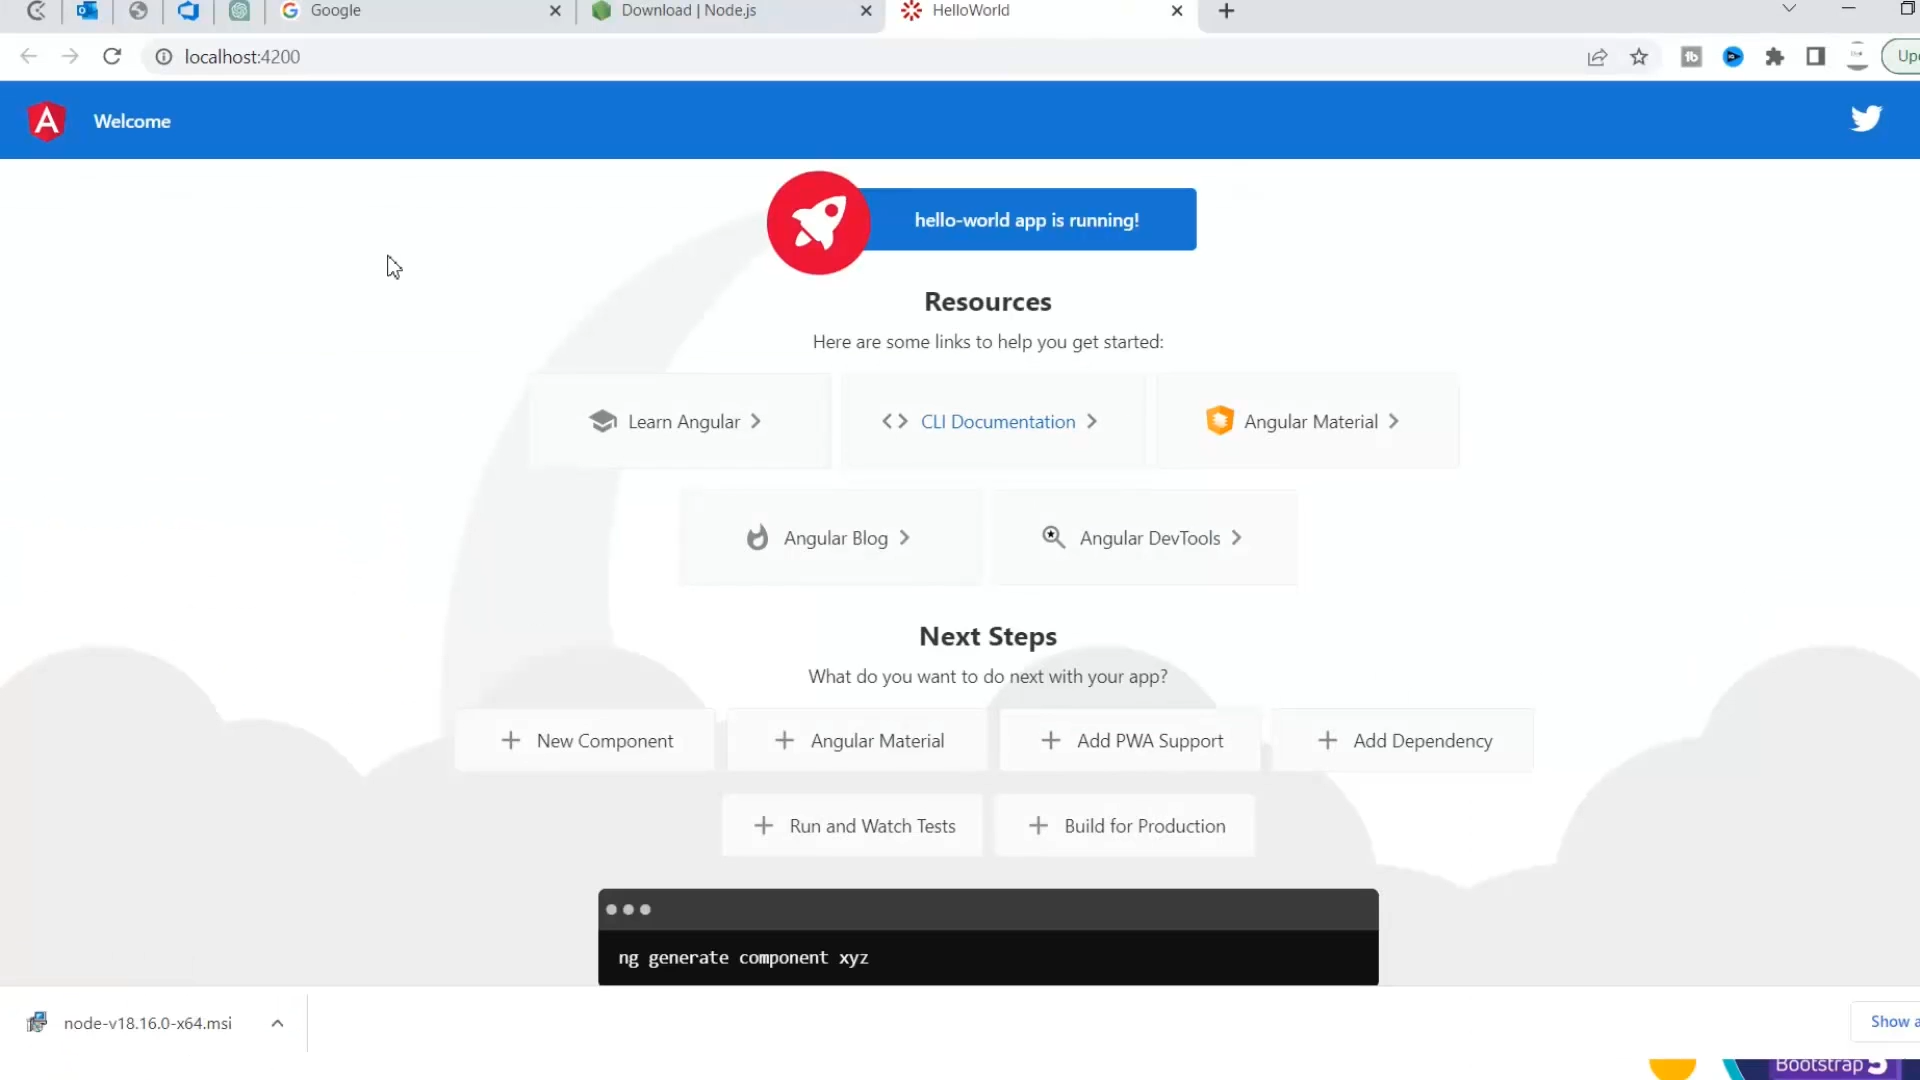 Google
Download | Node.js
HelloWorld
localhost:4200
Welcome
hello-world app is running!
Resources
Here are some links to help you get started:
Learn Angular
CLI Documentation
Angular Material
Angular Blog
Angular DevTools
Next Steps
What do you want to do next with your app?
New Component
Angular Material
Add PWA Support
Add Dependency
Run and Watch Tests
Build for Production
ng generate component xyz
node-v18.16.0-x64.msi
Show
Bootstrap 5